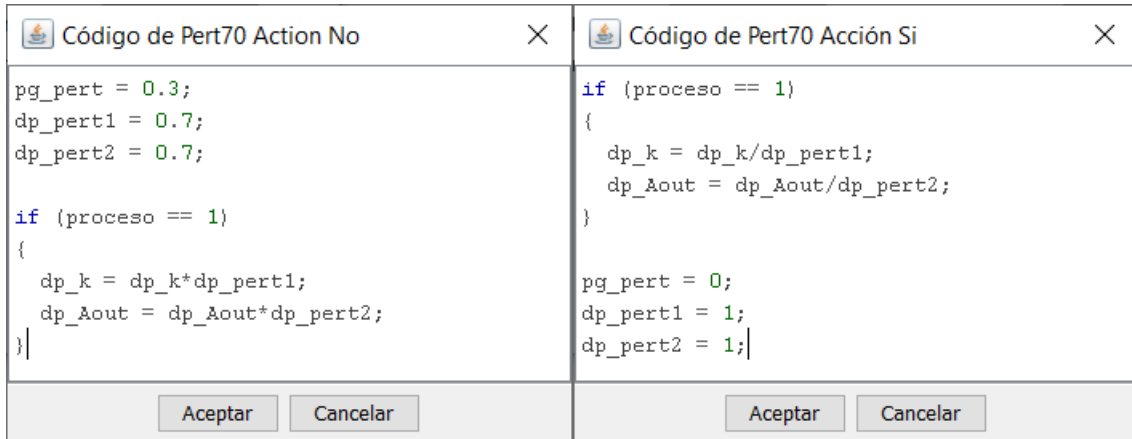 Código de Pert70 Action No
pg_pert = 0.3;
dp_pert1 = 0.7;
dp_pert2 = 0.7;
if (proceso == 1)
{
dp_k = dp_k*dp_pert1;
dp_Aout = dp_Aout*dp_pert2;
}
Aceptar Cancelar
Código de Pert70 Acción Si
if (proceso == 1)
{
dp_k = dp_k/dp_pert1;
dp_Aout = dp_Aout/dp_pert2;
}
pg_pert = 0;
dp_pert1 = 1;
dp_pert2 = 1;
Aceptar Cancelar